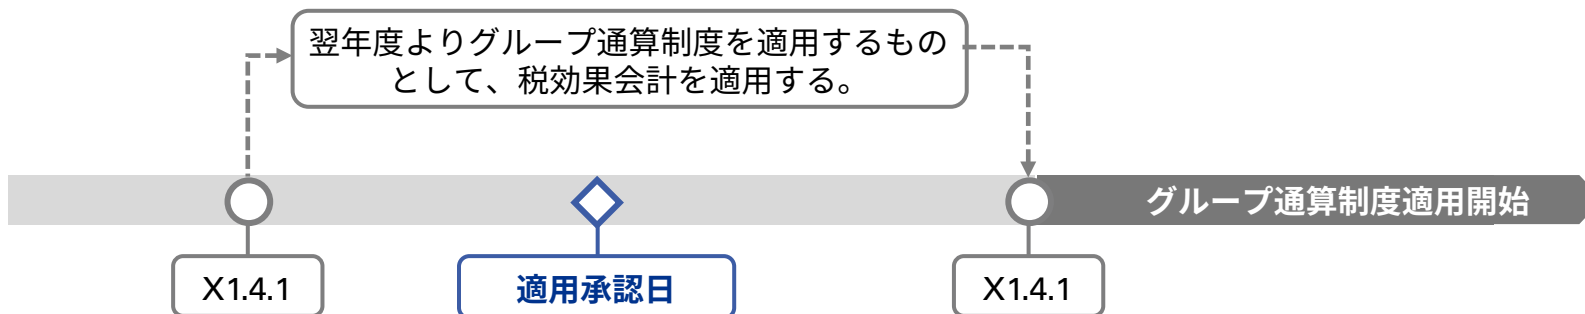 翌年度よりグループ通算制度を適用するもの
として、税効果会計を適用する。
グループ通算制度適用開始
X1.4.1
適用承認日
X1.4.1